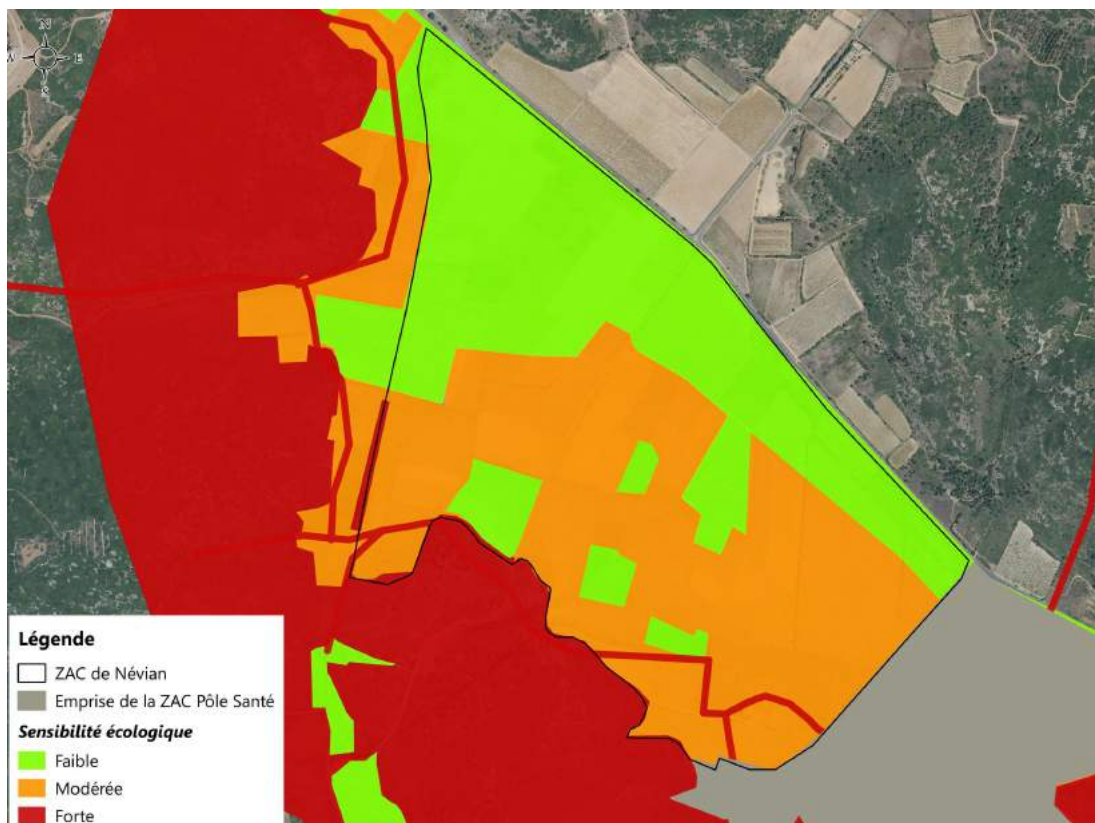 N
W E
S
Légende
ZAC de Névian
Emprise de la ZAC Pôle Santé
Sensibilité écologique
Faible
Modérée
Forte